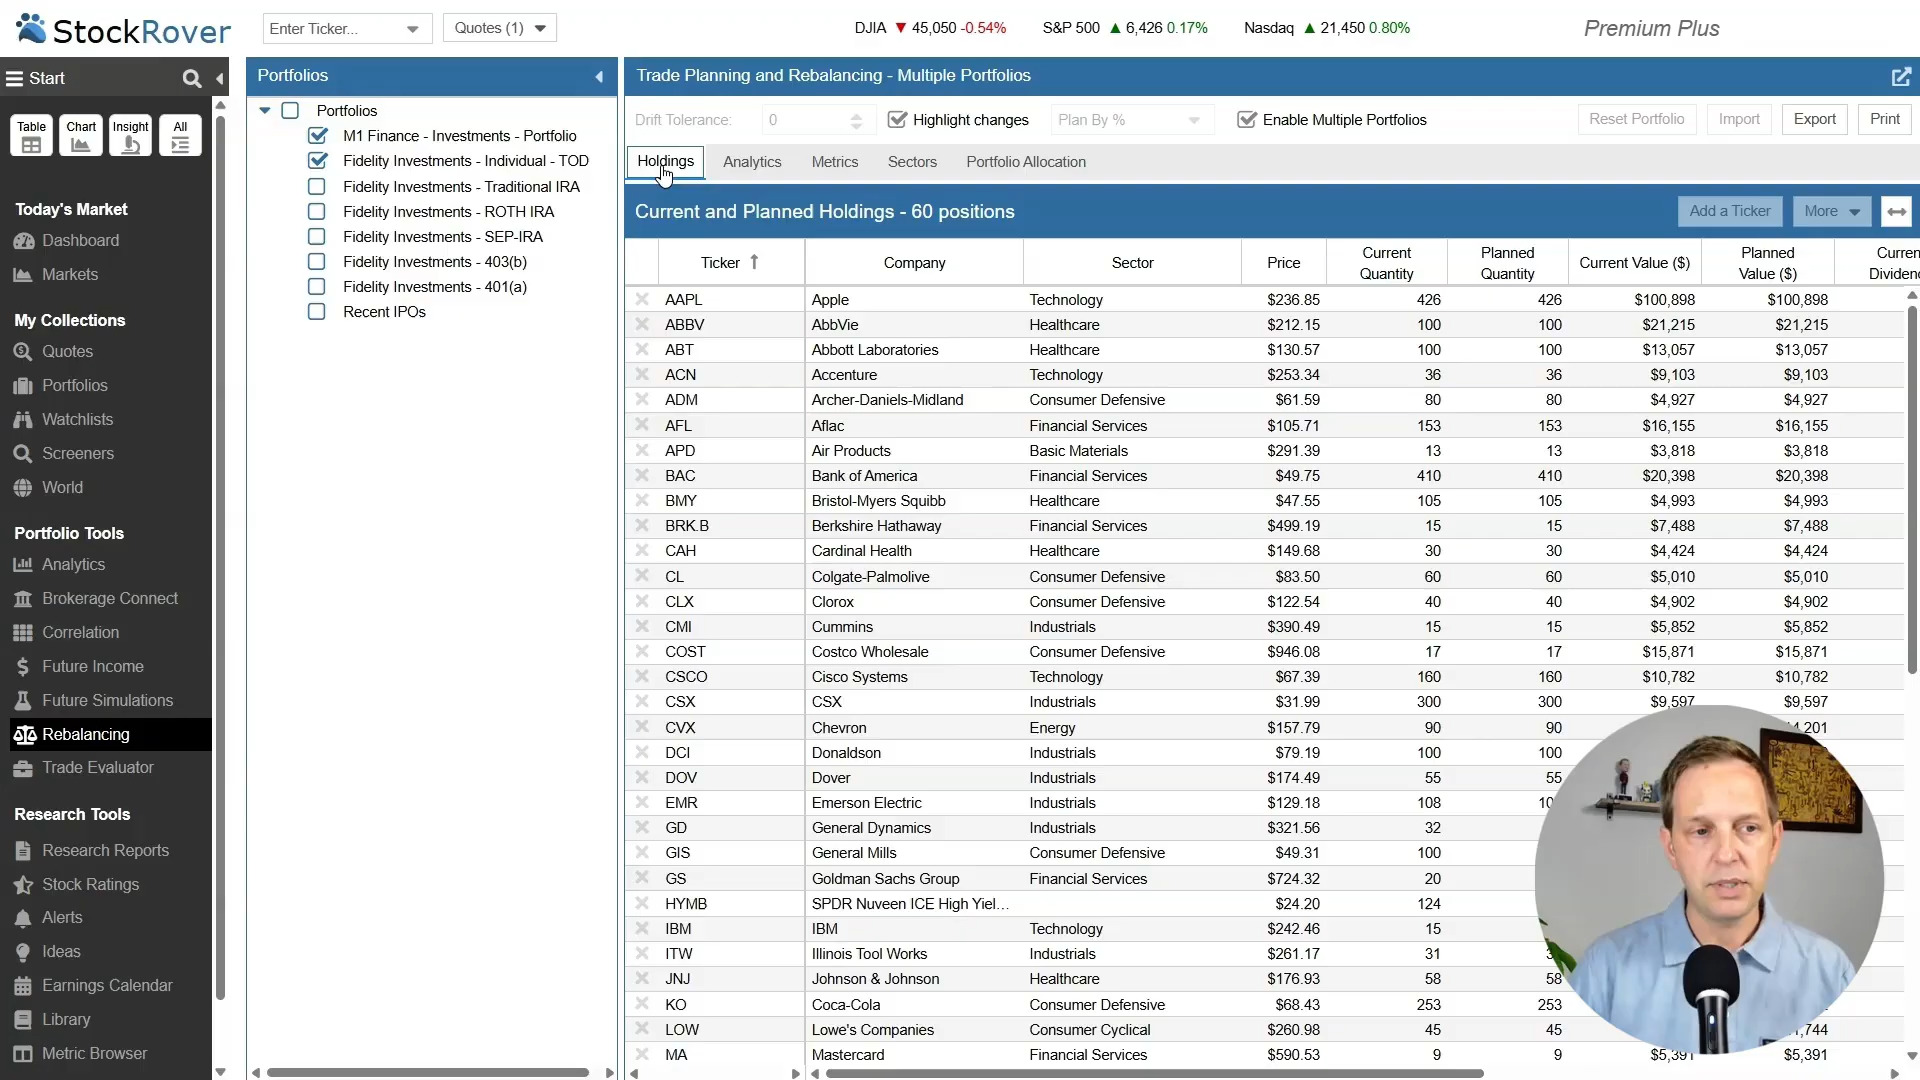 StockRover
Enter Ticker...
Quotes (1)
DJIA ▼ 45,050 -0.54%
S&P 500 ▲ 6,426 0.17%
Nasdaq ▲ 21,450 0.80%
Premium Plus
Start
Table
Chart
Insight
All
Today's Market
Dashboard
Markets
My Collections
Quotes
Portfolios
Watchlists
Screeners
World
Portfolio Tools
Analytics
Brokerage Connect
Correlation
Future Income
Future Simulations
Rebalancing
Trade Evaluator
Research Tools
Research Reports
Stock Ratings
Alerts
Ideas
Earnings Calendar
Library
Metric Browser
Portfolios
Portfolios
M1 Finance - Investments - Portfolio
Fidelity Investments - Individual - TOD
Fidelity Investments - Traditional IRA
Fidelity Investments - ROTH IRA
Fidelity Investments - SEP-IRA
Fidelity Investments - 403(b)
Fidelity Investments - 401(a)
Recent IPOs
Trade Planning and Rebalancing - Multiple Portfolios
Drift Tolerance: 0 Highlight changes Plan By % Enable Multiple Portfolios Reset Portfolio Import Export Print
Holdings Analytics Metrics Sectors Portfolio Allocation
Current and Planned Holdings - 60 positions Add a Ticker More
Ticker Company Sector Price Current Quantity Planned Quantity Current Value ($) Planned Value ($)
AAPL Apple Technology $236.85 426 426 $100,898 $100,898
ABBV AbbVie Healthcare $212.15 100 100 $21,215 $21,215
ABT Abbott Laboratories Healthcare $130.57 100 100 $13,057 $13,057
ACN Accenture Technology $253.34 36 36 $9,103 $9,103
ADM Archer-Daniels-Midland Consumer Defensive $61.59 80 80 $4,927 $4,927
AFL Aflac Financial Services $105.71 153 153 $16,155 $16,155
APD Air Products Basic Materials $291.39 13 13 $3,818 $3,818
BAC Bank of America Financial Services $49.75 410 410 $20,398 $20,398
BMY Bristol-Myers Squibb Healthcare $47.55 105 105 $4,993 $4,993
BRK.B Berkshire Hathaway Financial Services $499.19 15 15 $7,488 $7,488
CAH Cardinal Health Healthcare $149.68 30 30 $4,424 $4,424
CL Colgate-Palmolive Consumer Defensive $83.50 60 60 $5,010 $5,010
CLX Clorox Consumer Defensive $122.54 40 40 $4,902 $4,902
CMI Cummins Industrials $390.49 15 15 $5,852 $5,852
COST Costco Wholesale Consumer Defensive $946.08 17 17 $15,871 $15,871
CSCO Cisco Systems Technology $67.39 160 160 $10,782 $10,782
CSX CSX Industrials $31.99 300 300 $9,597 $9,597
CVX Chevron Energy $157.79 90 90
DCI Donaldson Industrials $79.19 100 100
DOV Dover Industrials $174.49 55 55
EMR Emerson Electric Industrials $129.18 108
GD General Dynamics Industrials $321.56 32
GIS General Mills Consumer Defensive $49.31 100
GS Goldman Sachs Group Financial Services $724.32 20
HYMB SPDR Nuveen ICE High Yiel... $24.20 124
IBM IBM Technology $242.46 15
ITW Illinois Tool Works Industrials $261.17 31
JNJ Johnson & Johnson Healthcare $176.93 58 58
KO Coca-Cola Consumer Defensive $68.43 253 253
LOW Lowe's Companies Consumer Cyclical $260.98 45 45
MA Mastercard Financial Services $590.53 9 9 $5,391 $5,391